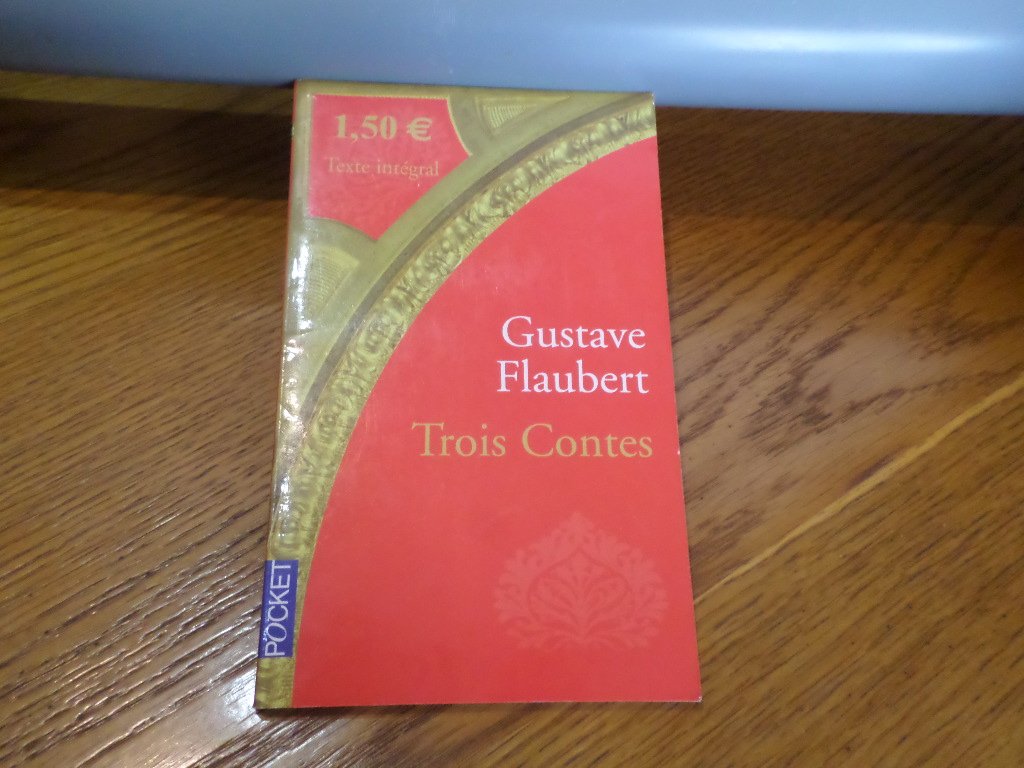 1,50 €
Texte intégral
Gustave
Flaubert
Trois Contes
POCKET